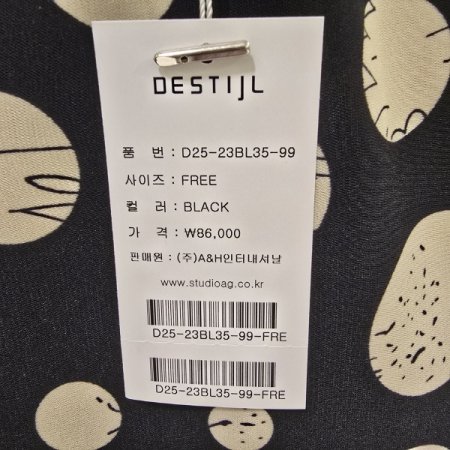 DESTIJL
품 번 : D25-23BL35-99
사이즈 : FREE
컬 러 : BLACK
가 격 : ₩86,000
판매원 : (주)A&H인터내셔날
www.studioag.co.kr
D25-23BL35-99-FRE
D25-23BL35-99-FRE